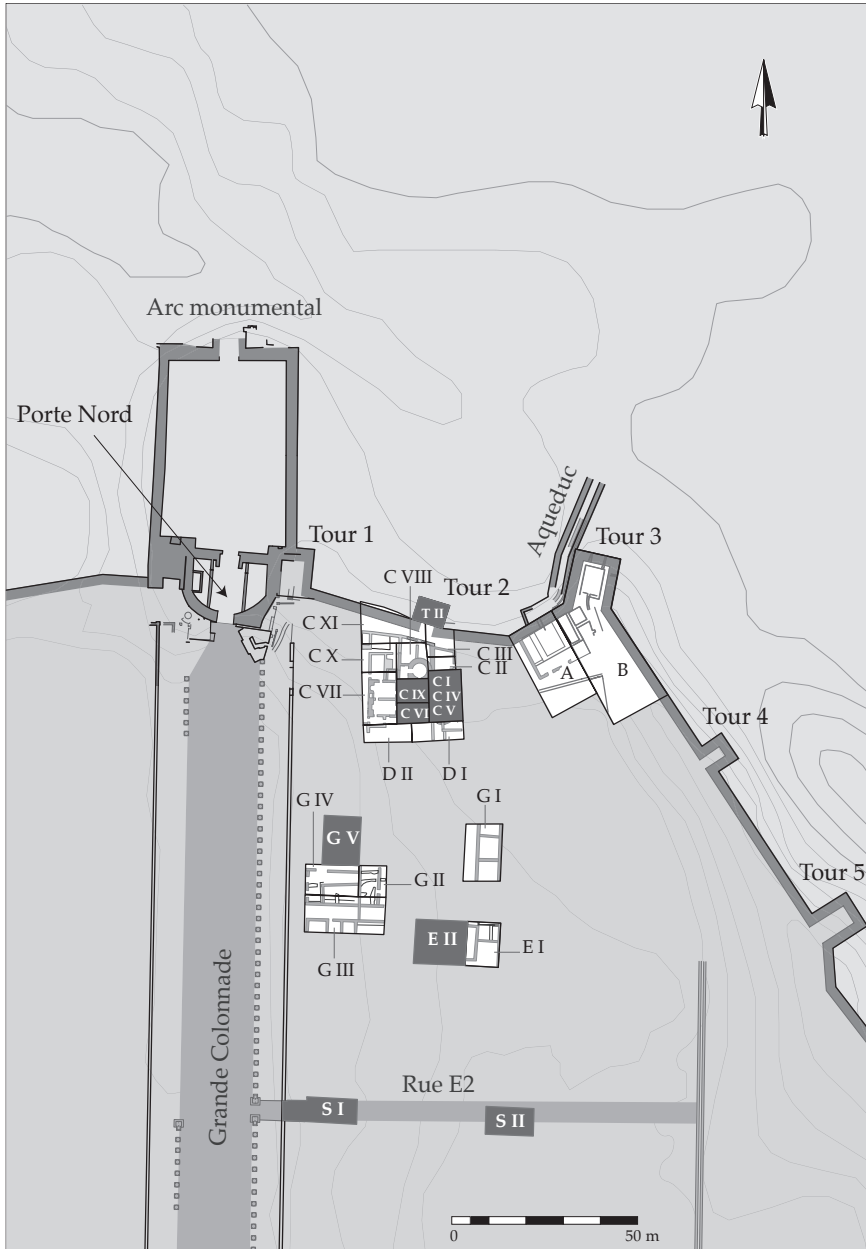 Arc monumental
Porte Nord
Aqueduc
Tour 1
Tour 3
C VIII
Tour 2
T II
C XI
C III
C X
C II
A
B
C VII
C IX
C I
C IV
C VI
C V
Tour 4
D II
D I
G IV
G I
G V
Tour 5
G II
E II
E I
G III
Grande Colonnade
Rue E2
S I
S II
0
50 m